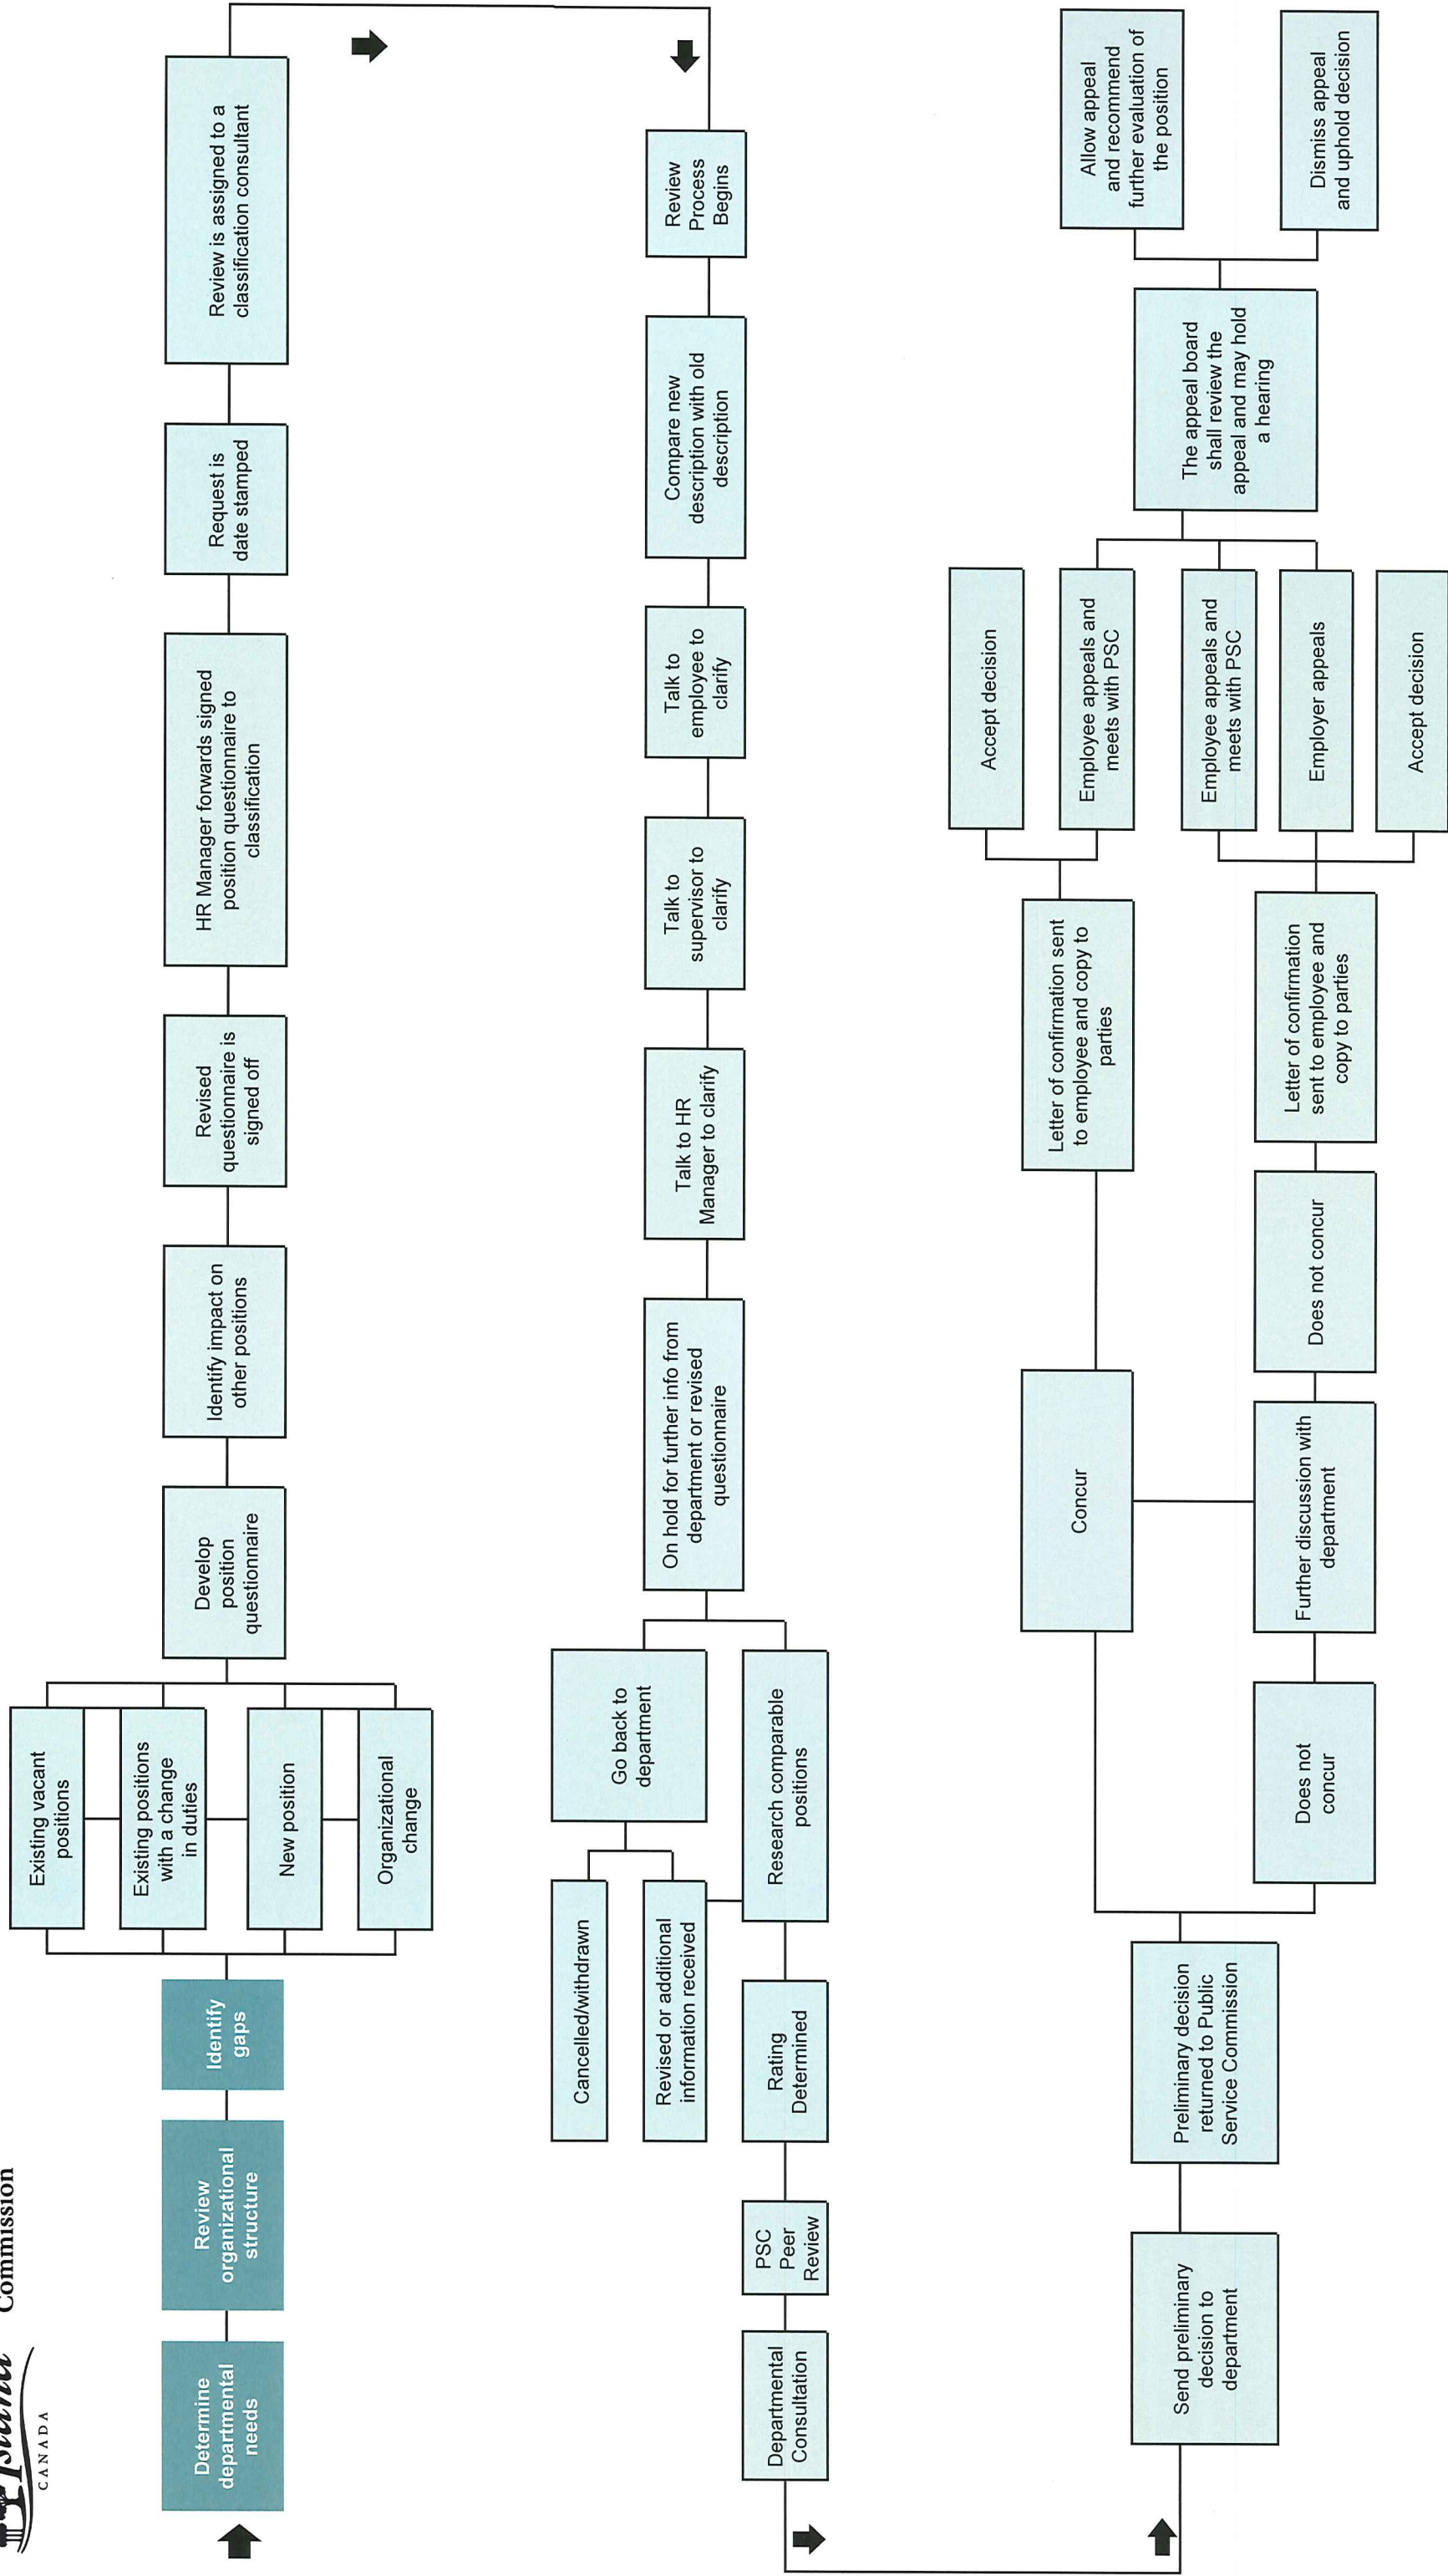 Island
CANADA
Commission
Determine
departmental
needs
Review
organizational
structure
Identify
gaps
Existing vacant
positions
Existing positions
with a change
in duties
New position
Organizational
change
Develop
position
questionnaire
Identify impact on
other positions
Revised
questionnaire is
signed off
HR Manager forwards signed
position questionnaire to
classification
Request is
date stamped
Review is assigned to a
classification consultant
Review
Process
Begins
Compare new
description with old
description
Talk to
employee to
clarify
Talk to
supervisor to
clarify
Talk to HR
Manager to clarify
On hold for further info from
department or revised
questionnaire
Go back to
department
Research comparable
positions
Cancelled/withdrawn
Revised or additional
information received
Rating
Determined
PSC
Peer
Review
Departmental
Consultation
Send preliminary
decision to
department
Preliminary decision
returned to Public
Service Commission
Concur
Does not
concur
Further discussion with
department
Does not concur
Letter of confirmation sent
to employee and copy to
parties
Letter of confirmation
sent to employee and
copy to parties
Accept decision
Employee appeals and
meets with PSC
Employee appeals and
meets with PSC
Employer appeals
Accept decision
The appeal board
shall review the
appeal and may hold
a hearing
Allow appeal
and recommend
further evaluation of
the position
Dismiss appeal
and uphold decision